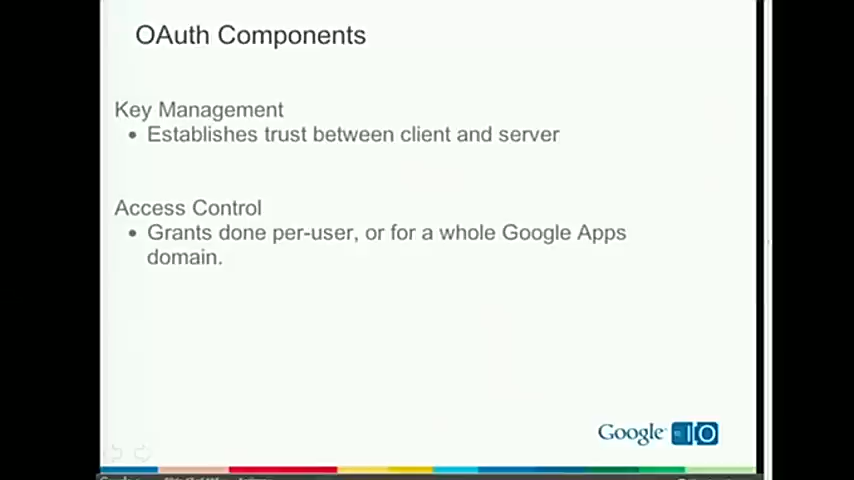 OAuth Components
Key Management
• Establishes trust between client and server
Access Control
• Grants done per-user, or for a whole Google Apps
domain.
Google IO